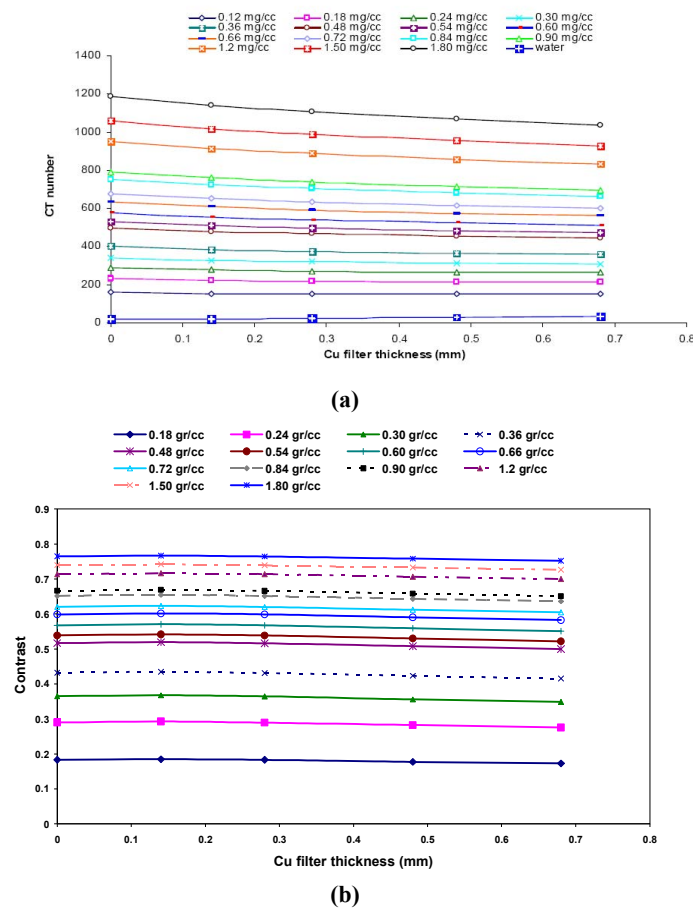 0.12 mg/cc 0.18 mg/cc 0.24 mg/cc 0.30 mg/cc
0.36 mg/cc 0.48 mg/cc 0.54 mg/cc 0.60 mg/cc
0.66 mg/cc 0.72 mg/cc 0.84 mg/cc 0.90 mg/cc
1.2 mg/cc 1.50 mg/cc 1.80 mg/cc water
1400
1200
1000
800
600
400
200
0
CT number
0 0.1 0.2 0.3 0.4 0.5 0.6 0.7 0.8
Cu filter thickness (mm)
(a)
0.18 gr/cc 0.24 gr/cc 0.30 gr/cc 0.36 gr/cc
0.48 gr/cc 0.54 gr/cc 0.60 gr/cc 0.66 gr/cc
0.72 gr/cc 0.84 gr/cc 0.90 gr/cc 1.2 gr/cc
1.50 gr/cc 1.80 gr/cc
0.9
0.8
0.7
0.6
0.5
0.4
0.3
0.2
0.1
0
Contrast
0 0.1 0.2 0.3 0.4 0.5 0.6 0.7 0.8
Cu filter thickness (mm)
(b)